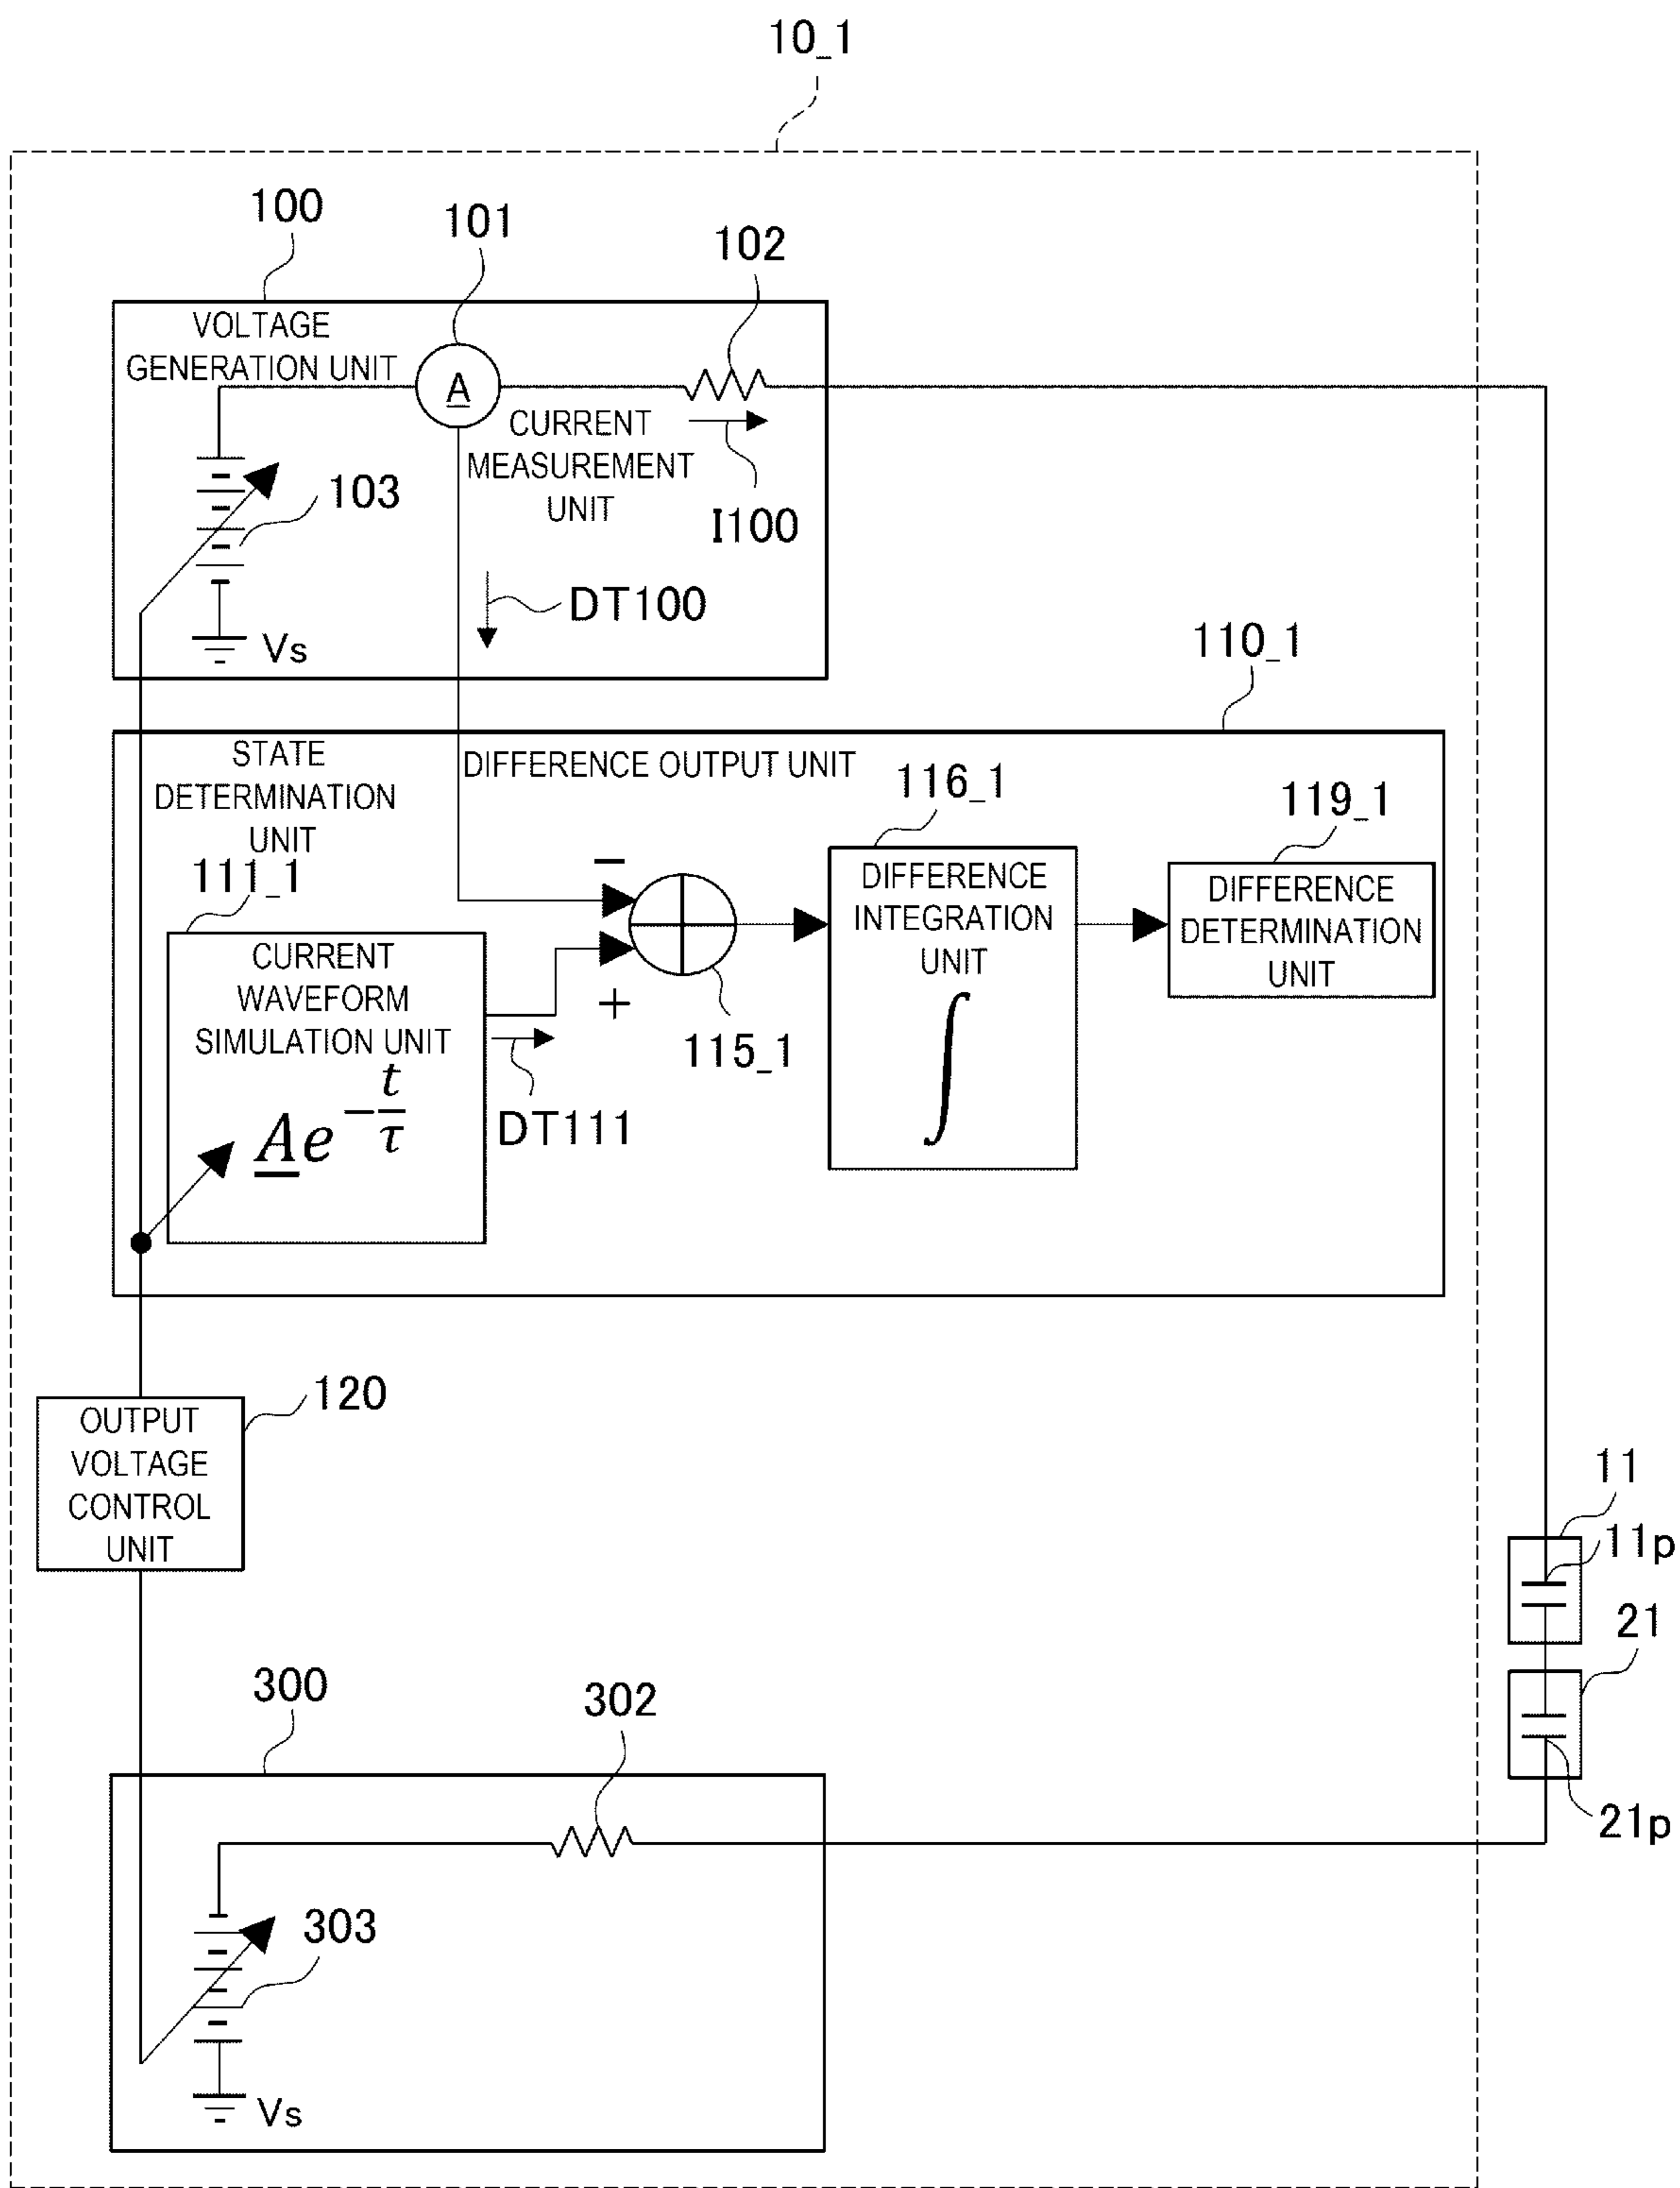 10_1
100
101
102
VOLTAGE
GENERATION UNIT
A
CURRENT
MEASUREMENT
UNIT
I100
103
DT100
Vs
110_1
STATE
DETERMINATION
UNIT
DIFFERENCE OUTPUT UNIT
116_1
119_1
111_1
−
DIFFERENCE
INTEGRATION
UNIT
∫
DIFFERENCE
DETERMINATION
UNIT
CURRENT
WAVEFORM
SIMULATION UNIT
+
115_1
Ae^{-t/τ}
DT111
120
OUTPUT
VOLTAGE
CONTROL
UNIT
11
11p
21
21p
300
302
303
Vs